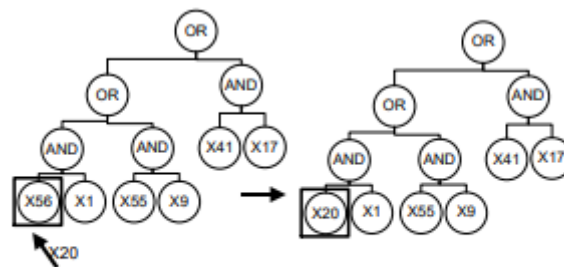 OR
OR
OR AND
OR AND
AND AND X41 X17
AND AND X41 X17
X56 X1 X55 X9
X20 X1 X55 X9
X20